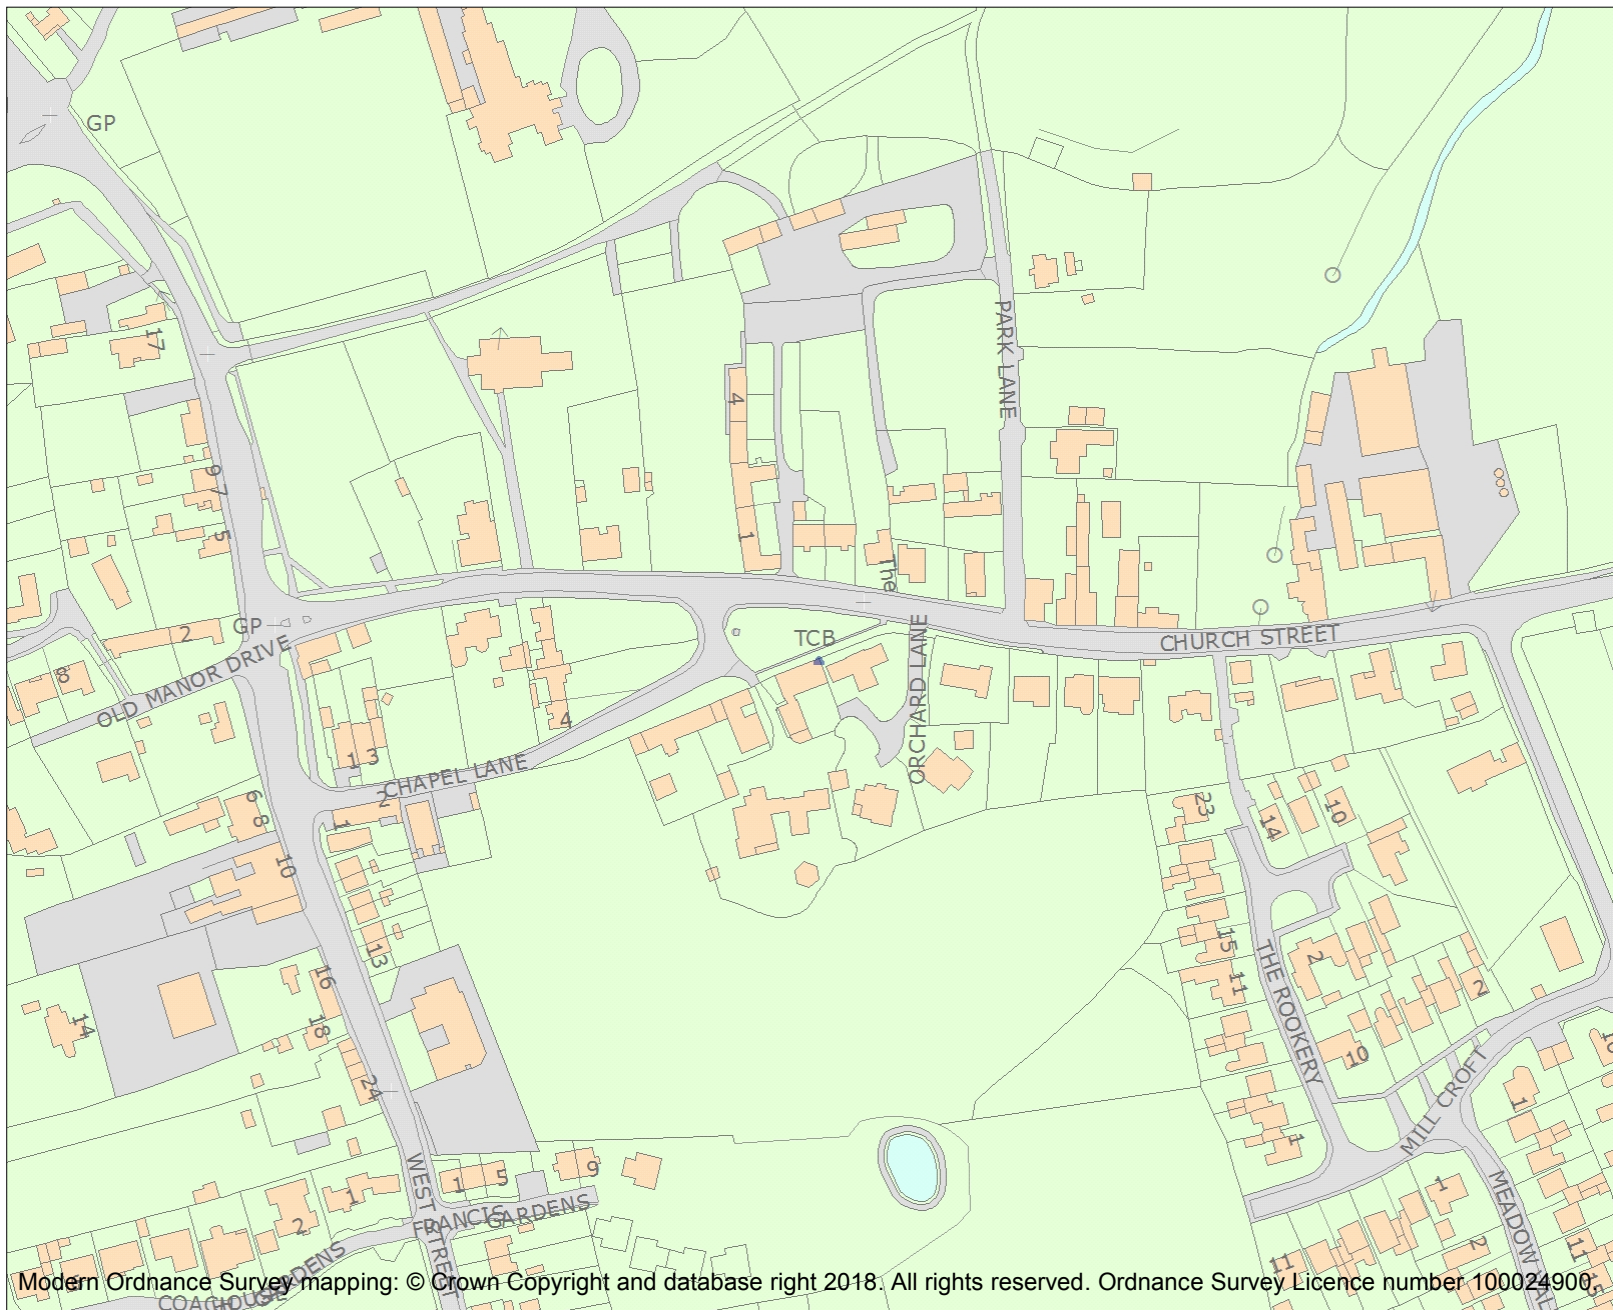 GP
17
PARK LANE
4
9 7
5
1
The
GP
2
TCB
CHURCH STREET
OLD MANOR DRIVE
8
ORCHARD LANE
4
1 3
CHAPEL LANE
2
1
6
8
10
23
14
10
13
15
11
2
THE ROOKERY
2
16
14
18
24
10
MILL CROFT
1
1
WEST STREET
1
5
9
FRANCIS GARDENS
1
2
1
MEADOW
2
11
11
15
COACHOUSE GARDENS
Modern Ordnance Survey mapping: © Crown Copyright and database right 2018. All rights reserved. Ordnance Survey Licence number 100024900.